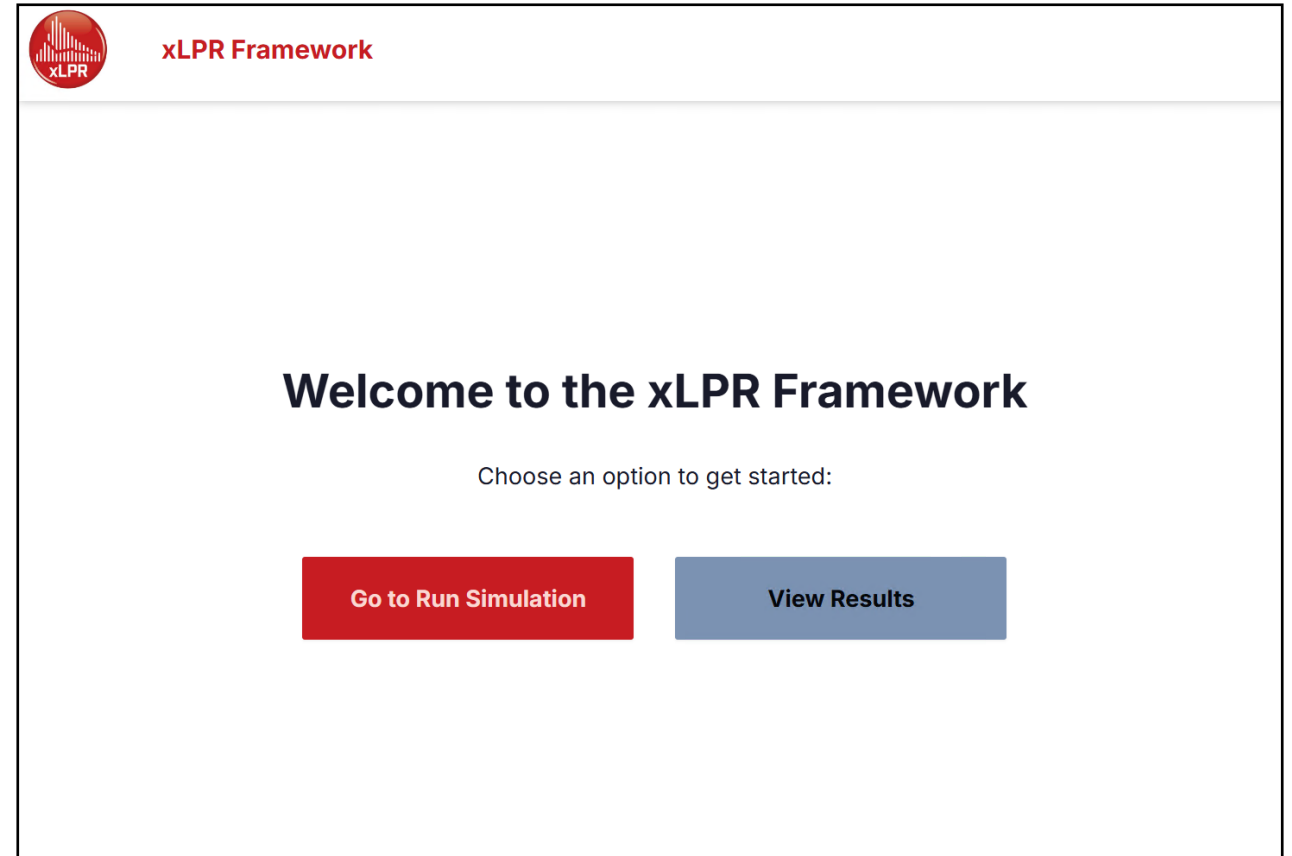 xLPR
xLPR Framework
Welcome to the xLPR Framework
Choose an option to get started:
Go to Run Simulation
View Results